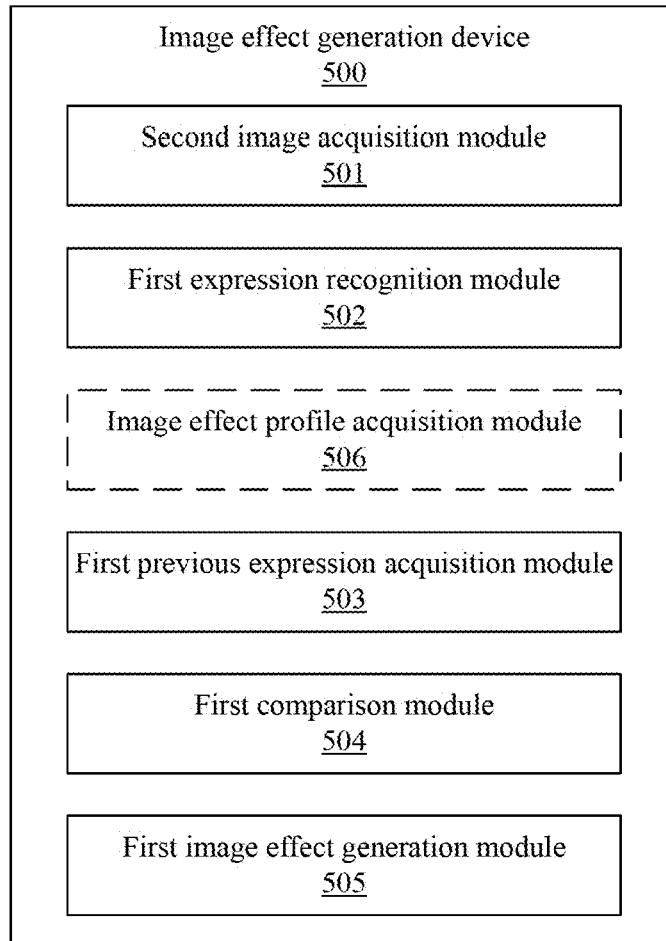 Image effect generation device
500
Second image acquisition module
501
First expression recognition module
502
Image effect profile acquisition module
506
First previous expression acquisition module
503
First comparison module
504
First image effect generation module
505